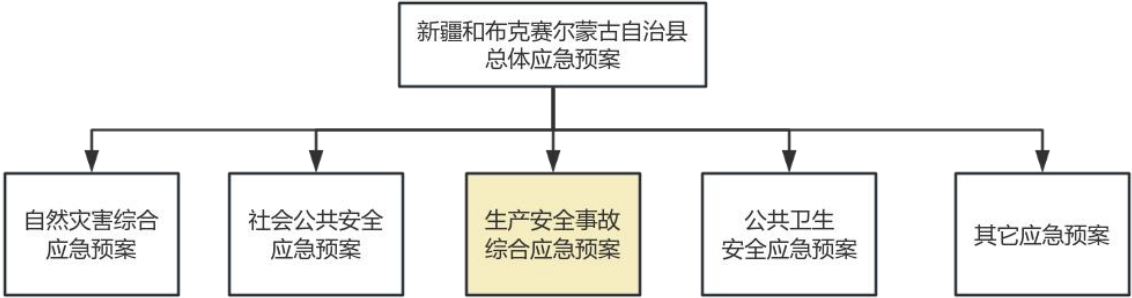 新疆和布克赛尔蒙古自治县
总体应急预案
自然灾害综合
应急预案
社会公共安全
应急预案
生产安全事故
综合应急预案
公共卫生
安全应急预案
其它应急预案